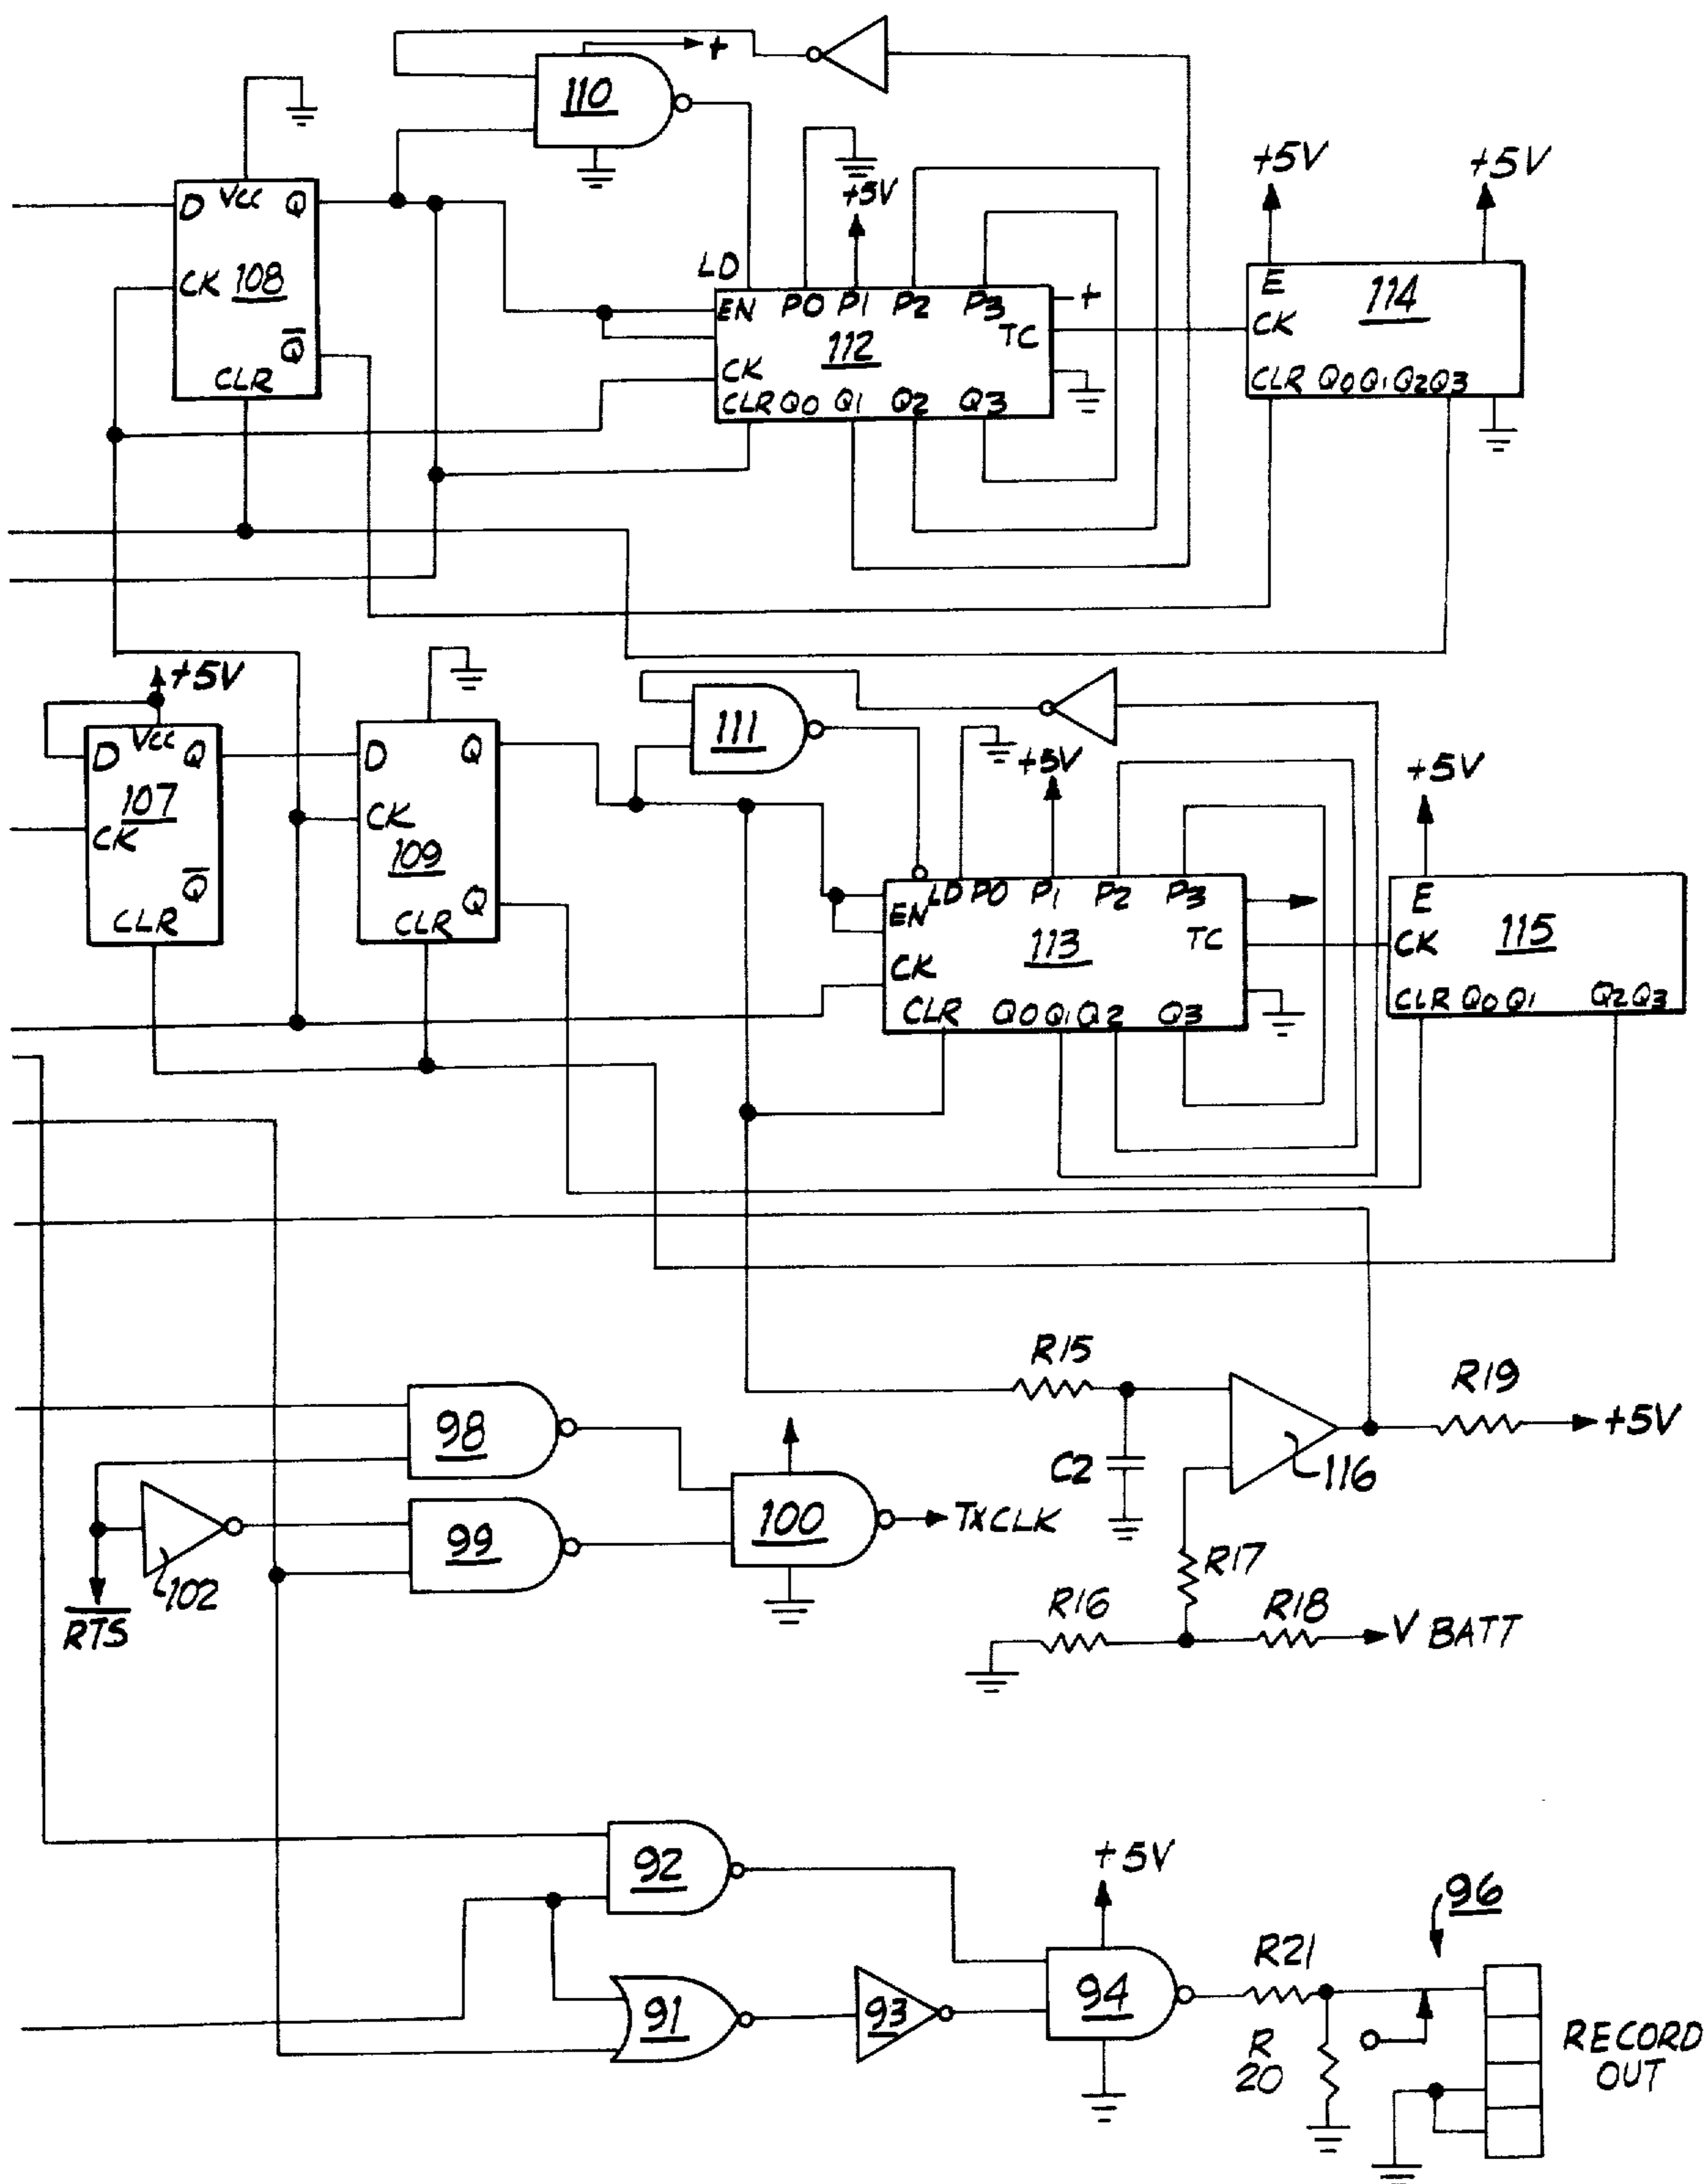 +
110
+5V
+5V
D VCC Q
+5V
CK 108
LD
E
114
EN P0 P1 P2 P3
+
CK
112
TC
Q̅
CLR
CK
CLR Q0 Q1 Q2 Q3
CLR Q0 Q1 Q2 Q3
+5V
111
D VCC Q
D Q
+5V
+5V
107
CK
CK
109
Q̅
Q
CLR
CLR
LD P0 P1 P2 P3
EN
E
113
TC
CK
115
CK
CLR Q0 Q1 Q2 Q3
CLR Q0 Q1 Q2 Q3
R15
R19
98
+5V
C2
116
100
TXCLK
99
102
R17
R̅T̅S̅
R16
R18
V BATT
92
+5V
96
R21
91
93
94
R
20
RECORD
OUT